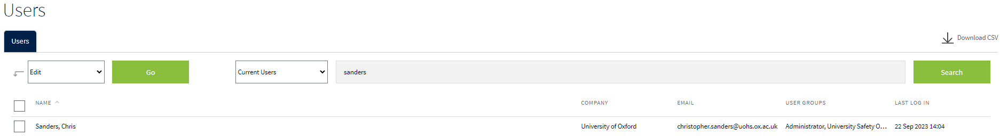 Users
Users
Download CSV
Edit Go Current Users sanders Search
NAME COMPANY EMAIL USER GROUPS LAST LOG IN
Sanders, Chris University of Oxford christopher.sanders@uohs.ox.ac.uk Administrator, University Safety O... 22 Sep 2023 14:04